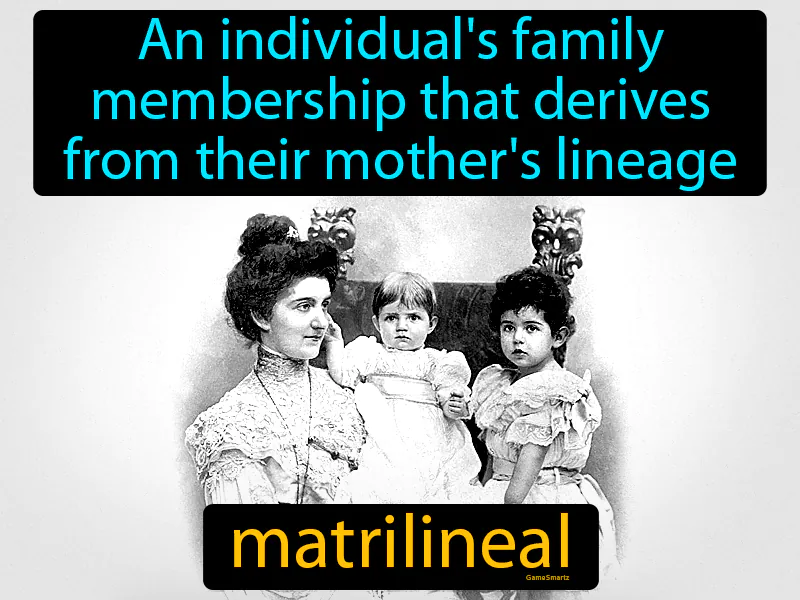 An individual's family
membership that derives
from their mother's lineage
matrilineal
GameSmartz